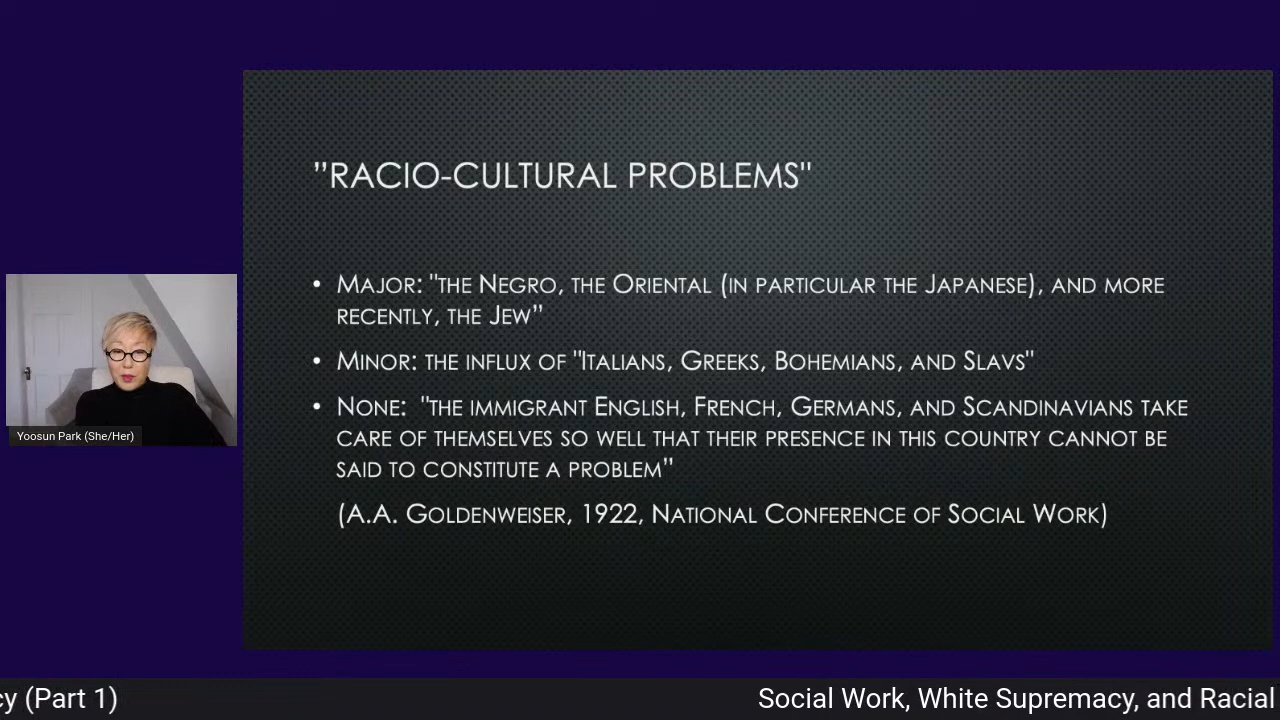 ”RACIO-CULTURAL PROBLEMS"
• MAJOR: "THE NEGRO, THE ORIENTAL (IN PARTICULAR THE JAPANESE), AND MORE
RECENTLY, THE JEW”
• MINOR: THE INFLUX OF "ITALIANS, GREEKS, BOHEMIANS, AND SLAVS"
• NONE: "THE IMMIGRANT ENGLISH, FRENCH, GERMANS, AND SCANDINAVIANS TAKE
CARE OF THEMSELVES SO WELL THAT THEIR PRESENCE IN THIS COUNTRY CANNOT BE
SAID TO CONSTITUTE A PROBLEM”
(A.A. GOLDENWEISER, 1922, NATIONAL CONFERENCE OF SOCIAL WORK)
Yoosun Park (She/Her)
cy (Part 1)
Social Work, White Supremacy, and Racial